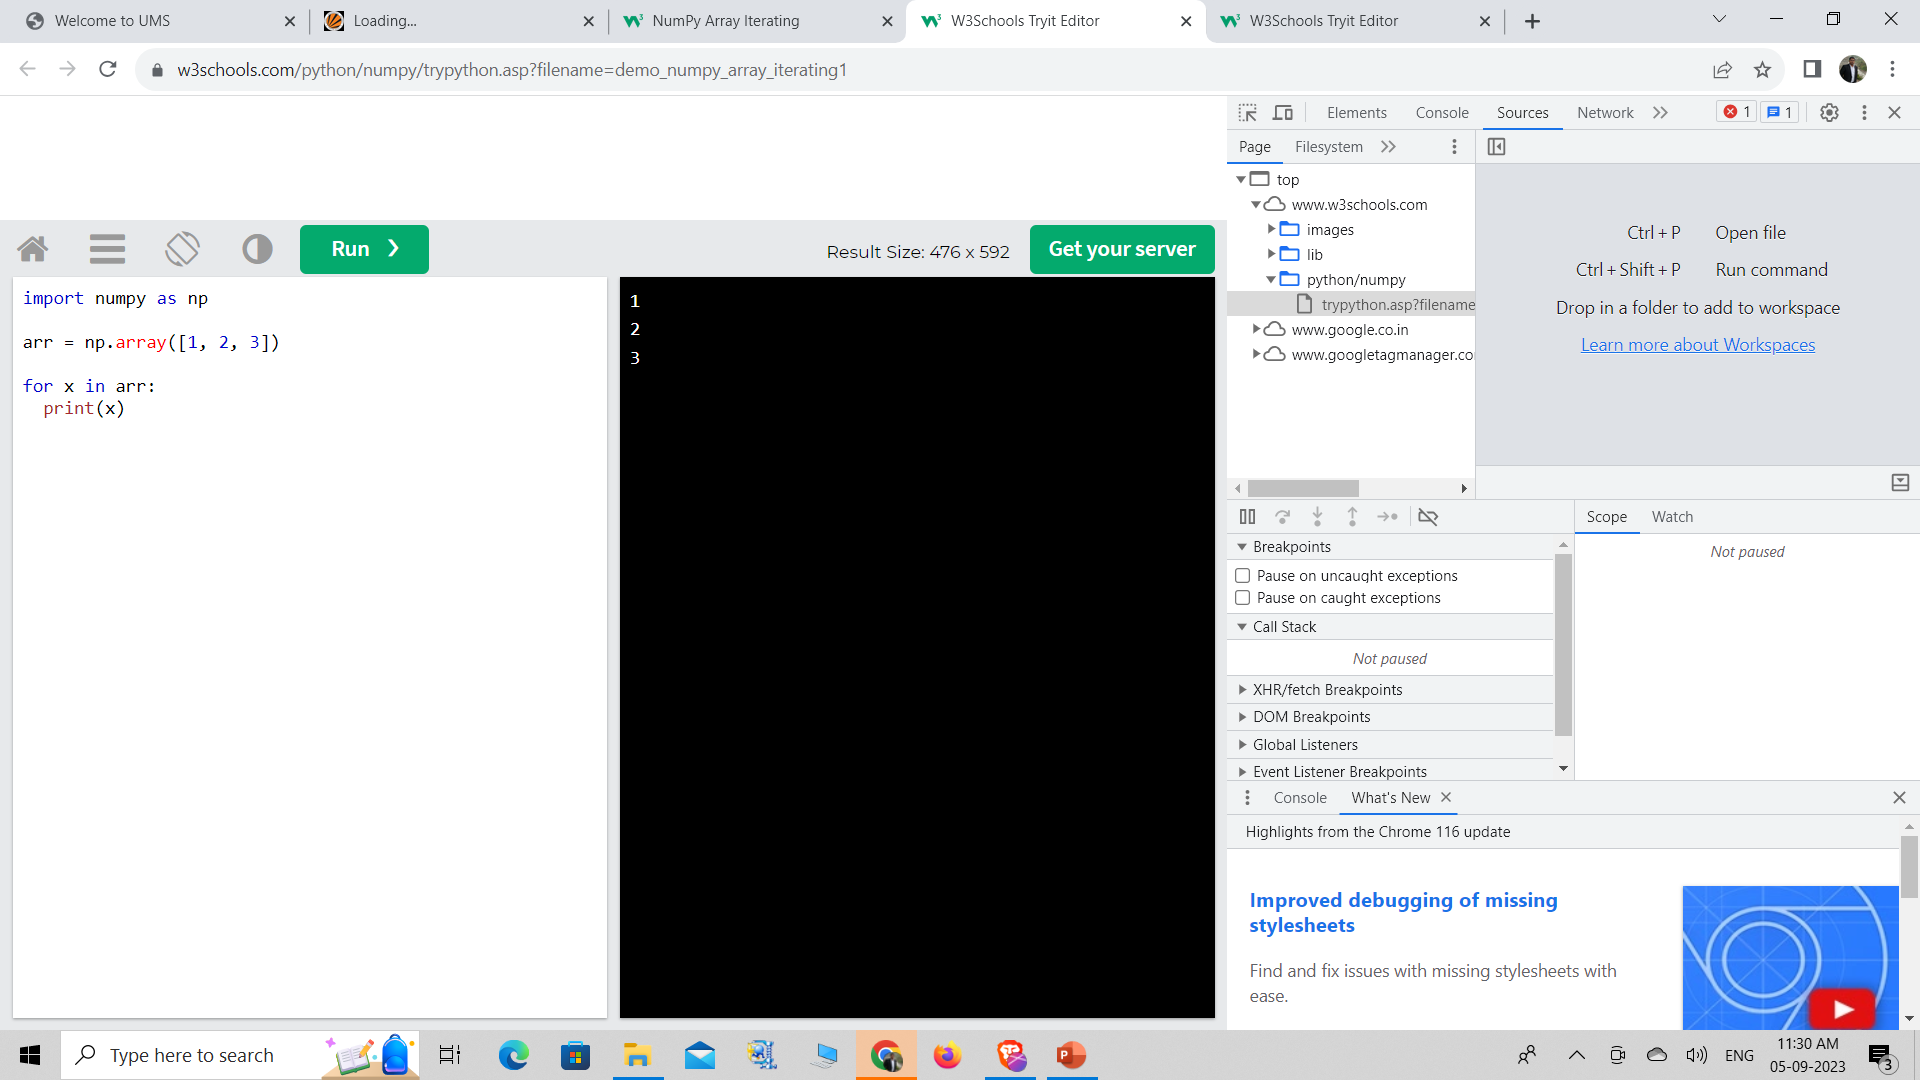 Welcome to UMS
Loading...
NumPy Array Iterating
W3Schools Tryit Editor
W3Schools Tryit Editor
w3schools.com/python/numpy/trypython.asp?filename=demo_numpy_array_iterating1
Elements
Console
Sources
Network
1
1
Page
Filesystem
top
www.w3schools.com
images
lib
python/numpy
trypython.asp?filename
www.google.co.in
www.googletagmanager.co
Ctrl + P Open file
Ctrl + Shift + P Run command
Drop in a folder to add to workspace
Learn more about Workspaces
Run ❯
Result Size: 476 x 592
Get your server
import numpy as np
arr = np.array([1, 2, 3])
for x in arr:
  print(x)
1
2
3
Scope
Watch
Not paused
Breakpoints
Pause on uncaught exceptions
Pause on caught exceptions
Call Stack
Not paused
XHR/fetch Breakpoints
DOM Breakpoints
Global Listeners
Event Listener Breakpoints
Console
What's New
Highlights from the Chrome 116 update
Improved debugging of missing
stylesheets
Find and fix issues with missing stylesheets with
ease.
Type here to search
ENG
11:30 AM
05-09-2023
3